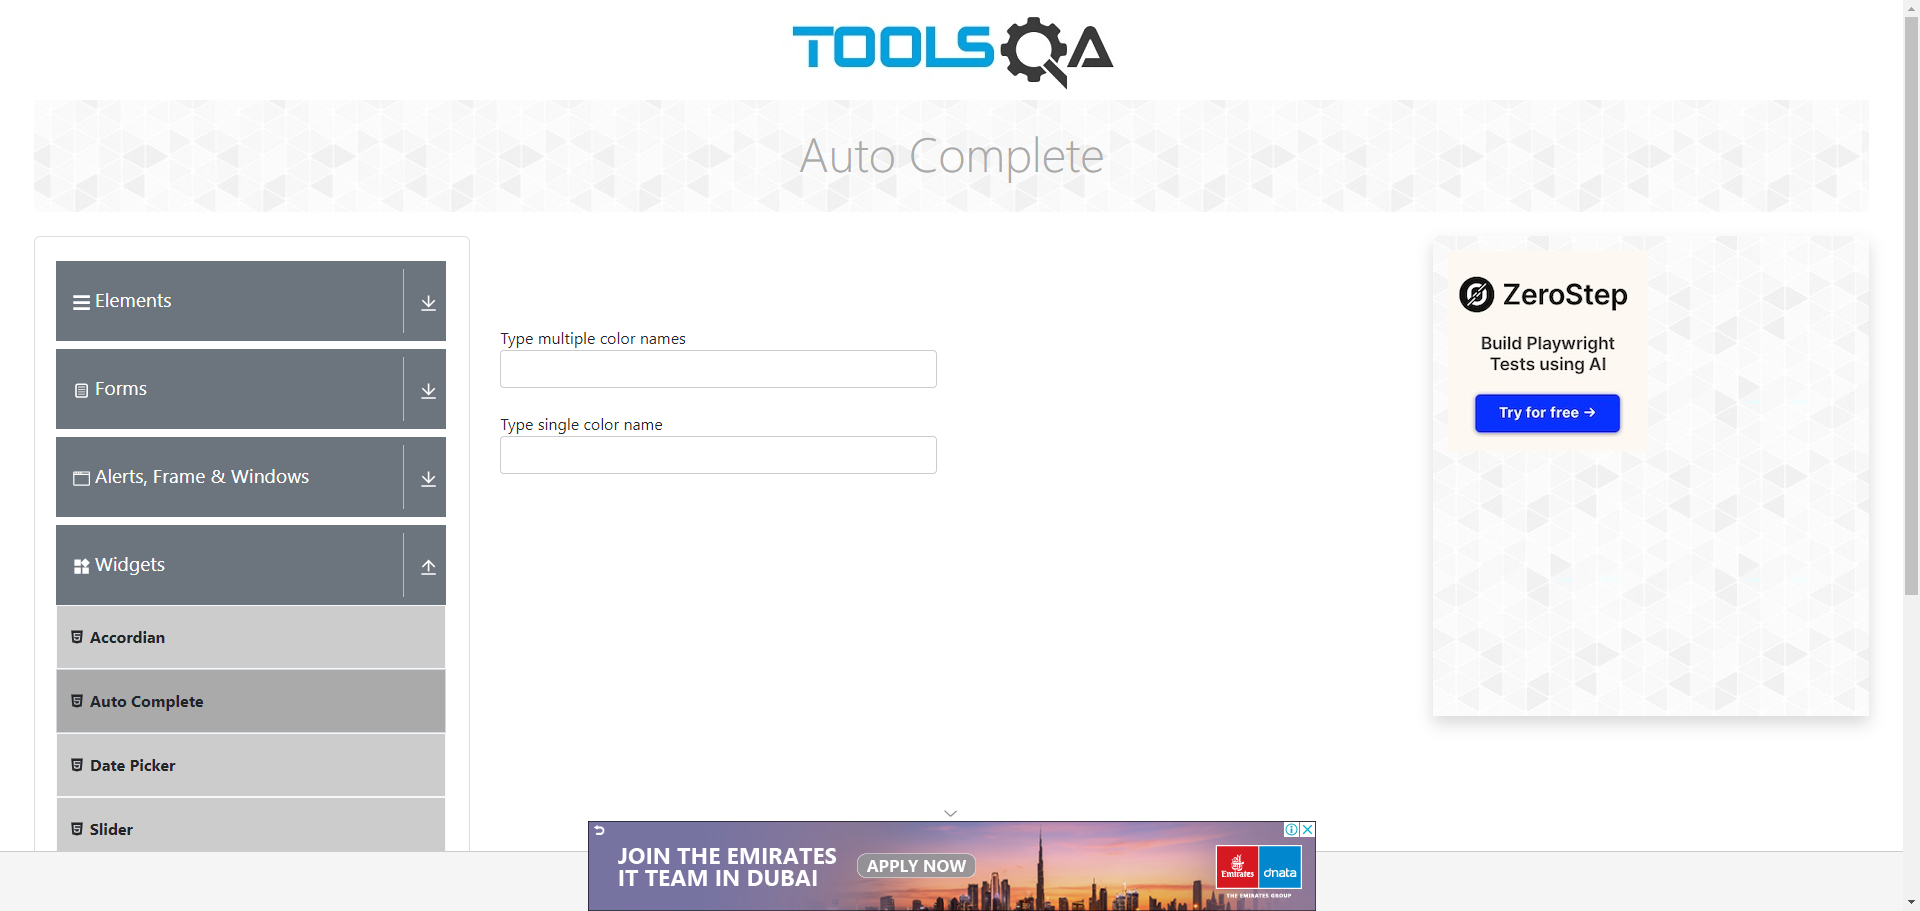 TOOLSQA
Auto Complete
Elements
Forms
Alerts, Frame & Windows
Widgets
Accordian
Auto Complete
Date Picker
Slider
Type multiple color names
Type single color name
ZeroStep
Build Playwright
Tests using AI
Try for free →
JOIN THE EMIRATES
IT TEAM IN DUBAI
APPLY NOW
Emirates
dnata
THE EMIRATES GROUP